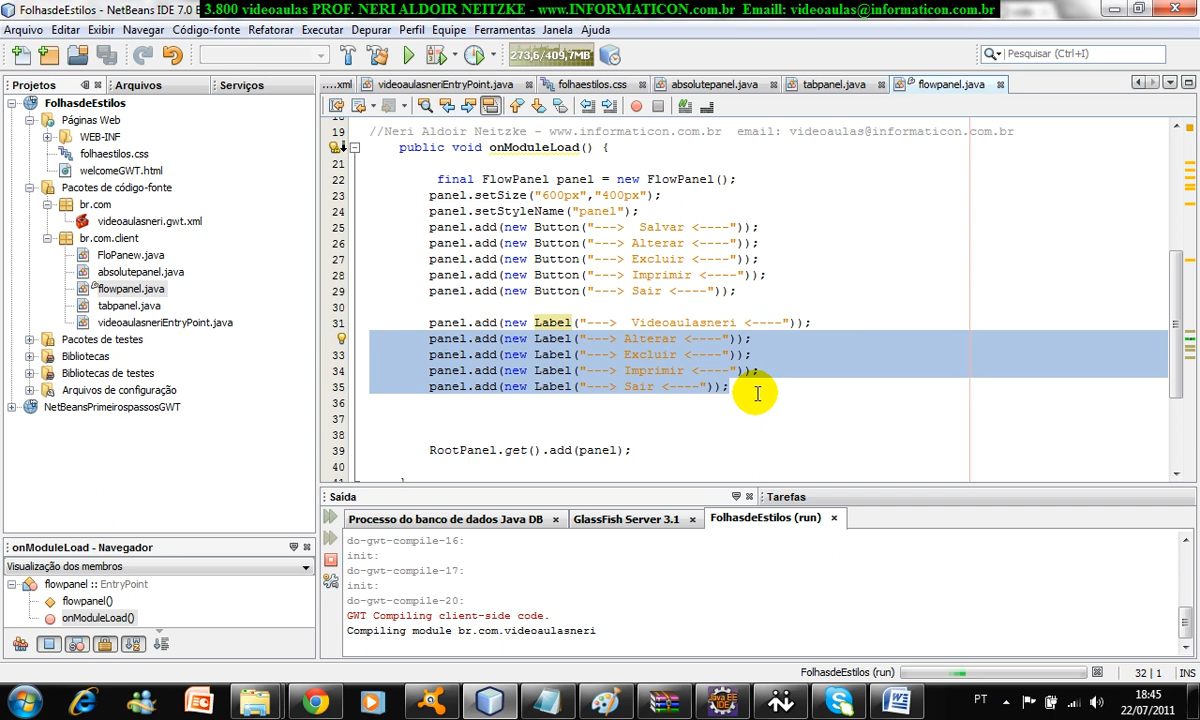 FolhasdeEstilos - NetBeans IDE 7.0
3.800 videoaulas PROF. NERI ALDOIR NEITZKE - www.INFORMATICON.com.br Emaill: videoaulas@informaticon.com.br
Arquivo Editar Exibir Navegar Código-fonte Refatorar Executar Depurar Perfil Equipe Ferramentas Janela Ajuda
273,6/409,7MB
Pesquisar (Ctrl+I)
Projetos Arquivos Serviços
....xml videoaulasneriEntryPoint.java folhaestilos.css absolutepanel.java tabpanel.java flowpanel.java
FolhasdeEstilos
Páginas Web
WEB-INF
folhaestilos.css
welcomeGWT.html
Pacotes de código-fonte
br.com
videoaulasneri.gwt.xml
br.com.client
FloPanew.java
absolutepanel.java
flowpanel.java
tabpanel.java
videoaulasneriEntryPoint.java
Pacotes de testes
Bibliotecas
Bibliotecas de testes
Arquivos de configuração
NetBeansPrimeirospassosGWT
19 //Neri Aldoir Neitzke - www.informaticon.com.br email: videoaulas@informaticon.com.br
public void onModuleLoad() {
21
22 final FlowPanel panel = new FlowPanel();
23 panel.setSize("600px","400px");
24 panel.setStyleName("panel");
25 panel.add(new Button("---> Salvar <----"));
26 panel.add(new Button("---> Alterar <----"));
27 panel.add(new Button("---> Excluir <----"));
28 panel.add(new Button("---> Imprimir <----"));
29 panel.add(new Button("---> Sair <----"));
30
31 panel.add(new Label("---> Videoaulasneri <----"));
panel.add(new Label("---> Alterar <----"));
33 panel.add(new Label("---> Excluir <----"));
34 panel.add(new Label("---> Imprimir <----"));
35 panel.add(new Label("---> Sair <----"));
36
37
38
39 RootPanel.get().add(panel);
40
onModuleLoad - Navegador
Visualização dos membros
flowpanel :: EntryPoint
flowpanel()
onModuleLoad()
Saída Tarefas
Processo do banco de dados Java DB GlassFish Server 3.1 FolhasdeEstilos (run)
do-gwt-compile-16:
init:
do-gwt-compile-17:
init:
do-gwt-compile-20:
GWT Compiling client-side code.
Compiling module br.com.videoaulasneri
FolhasdeEstilos (run) 32 | 1 INS
PT 18:45
22/07/2011